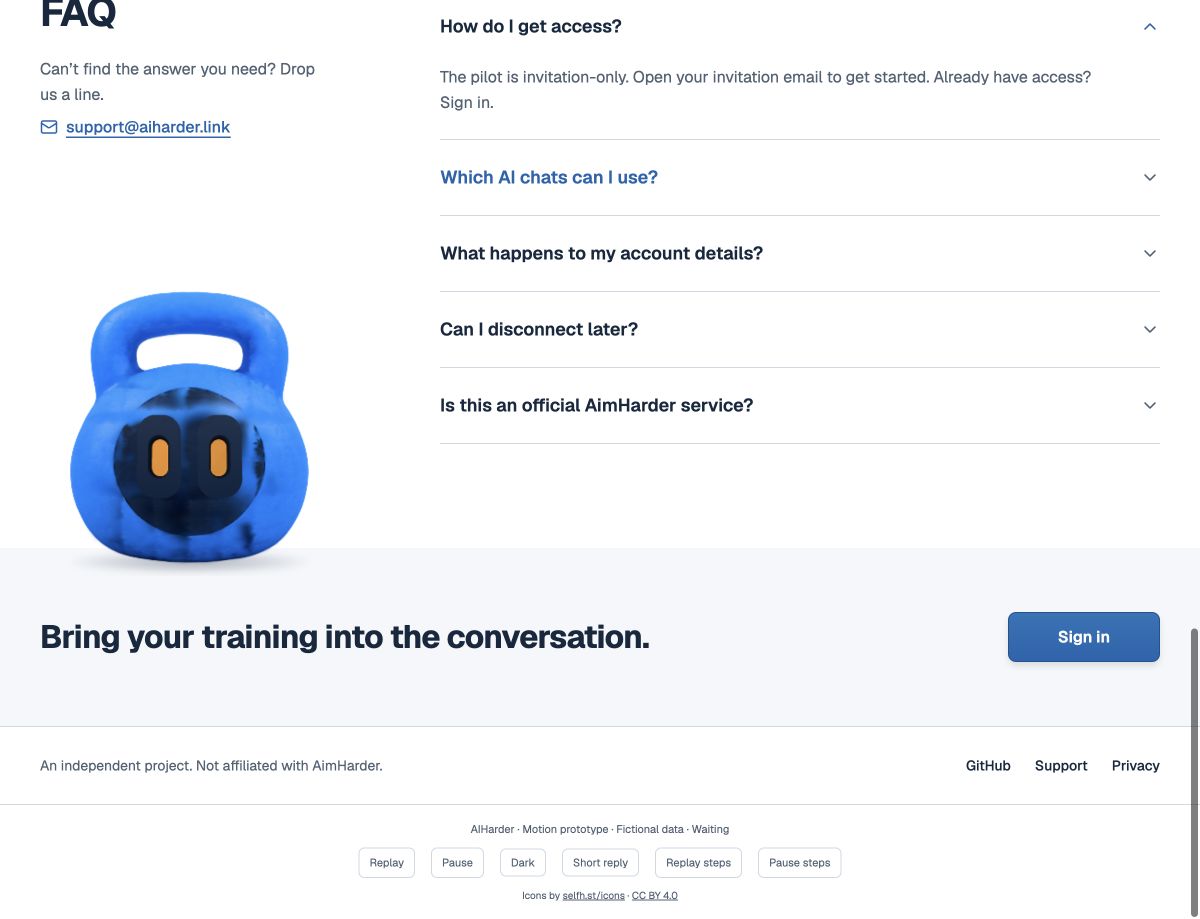 FAQ
Can't find the answer you need? Drop
us a line.
support@aiharder.link
How do I get access?
The pilot is invitation-only. Open your invitation email to get started. Already have access?
Sign in.
Which AI chats can I use?
What happens to my account details?
Can I disconnect later?
Is this an official AimHarder service?
Bring your training into the conversation.
Sign in
An independent project. Not affiliated with AimHarder.
GitHub Support Privacy
AIHarder · Motion prototype · Fictional data · Waiting
Replay Pause Dark Short reply Replay steps Pause steps
Icons by selfh.st/icons · CC BY 4.0